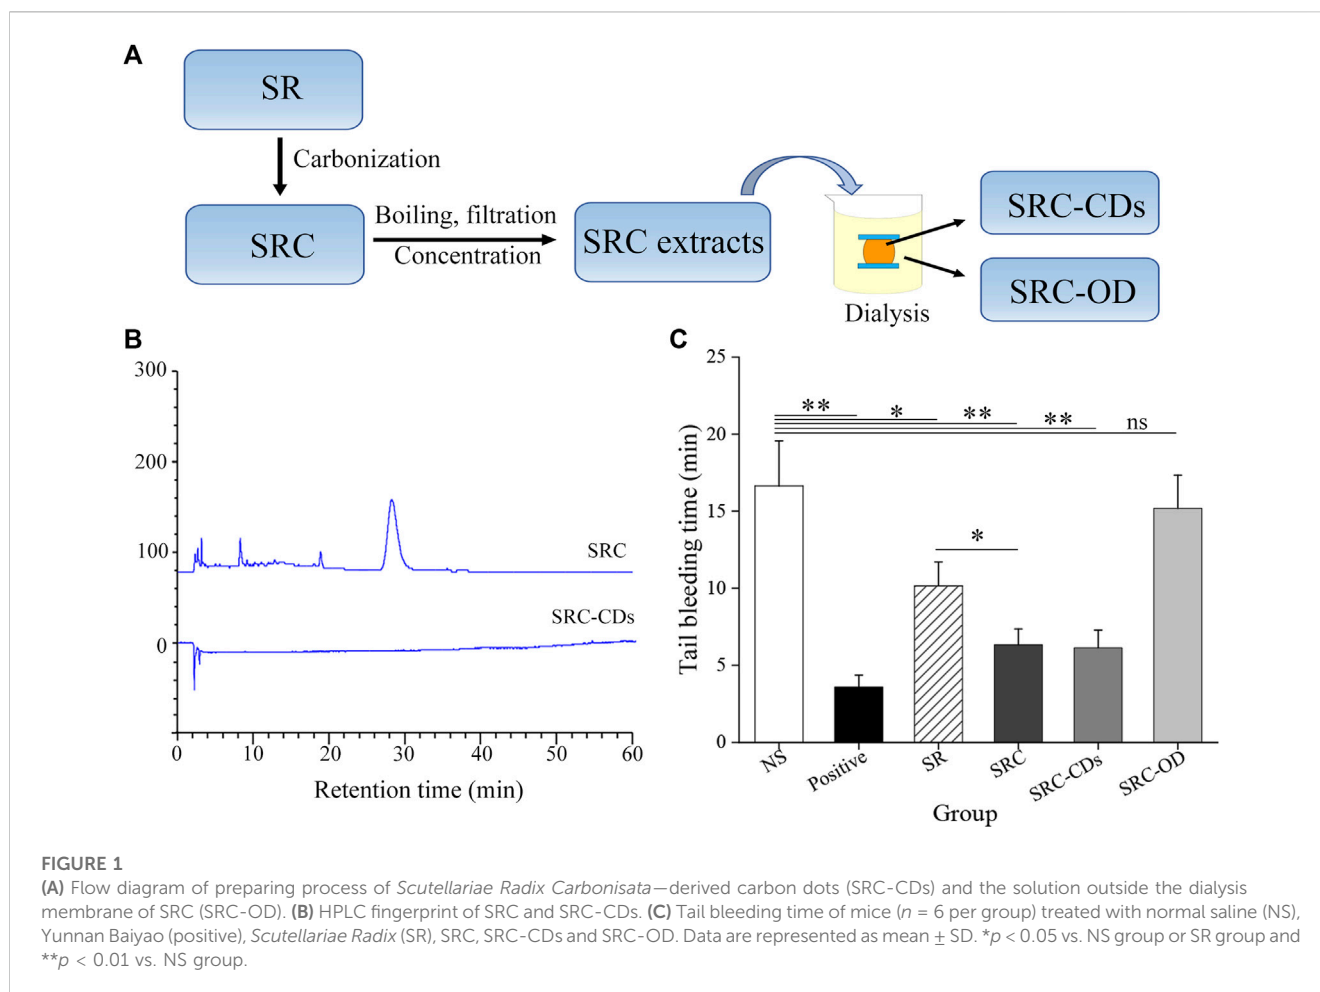 A
SR
Carbonization
SRC
Boiling, filtration
Concentration
SRC extracts
Dialysis
SRC-CDs
SRC-OD
B
300
200
100
0
SRC
SRC-CDs
0 10 20 30 40 50 60
Retention time (min)
C
25
20
15
10
5
0
Tail bleeding time (min)
** * ** ** ns
*
NS Positive SR SRC SRC-CDs SRC-OD
Group
FIGURE 1
(A) Flow diagram of preparing process of Scutellariae Radix Carbonisata—derived carbon dots (SRC-CDs) and the solution outside the dialysis
membrane of SRC (SRC-OD). (B) HPLC fingerprint of SRC and SRC-CDs. (C) Tail bleeding time of mice (n = 6 per group) treated with normal saline (NS),
Yunnan Baiyao (positive), Scutellariae Radix (SR), SRC, SRC-CDs and SRC-OD. Data are represented as mean ± SD. *p < 0.05 vs. NS group or SR group and
**p < 0.01 vs. NS group.